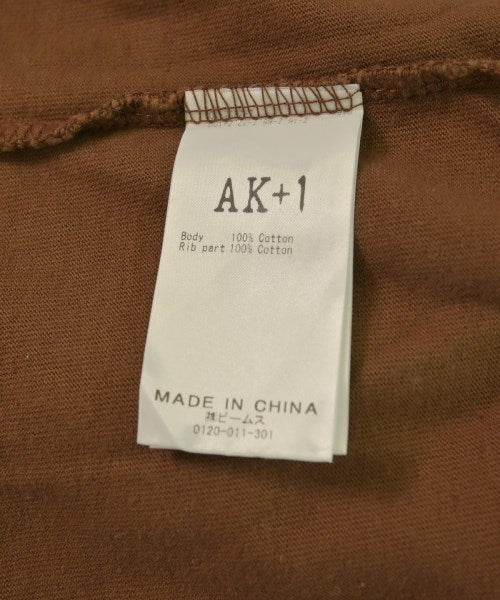 AK+1
Body 100% Cotton
Rib part 100% Cotton
MADE IN CHINA
㈱ビームス
0120-011-301